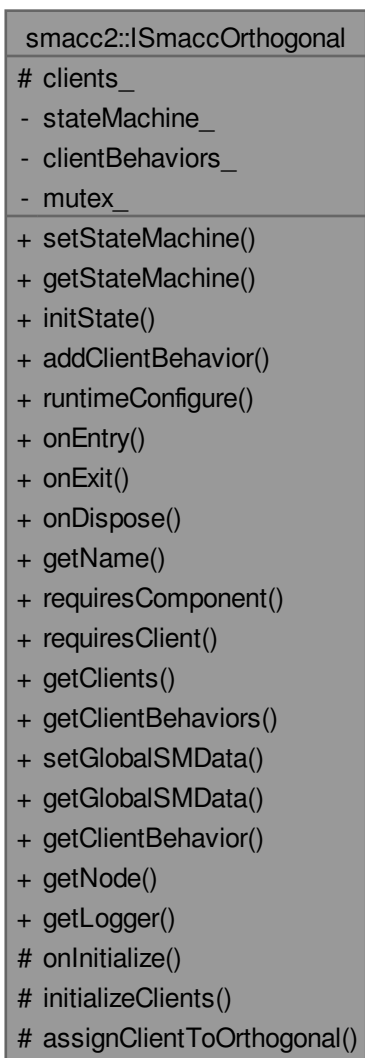 smacc2::ISmaccOrthogonal
# clients_
- stateMachine_
- clientBehaviors_
- mutex_
+ setStateMachine()
+ getStateMachine()
+ initState()
+ addClientBehavior()
+ runtimeConfigure()
+ onEntry()
+ onExit()
+ onDispose()
+ getName()
+ requiresComponent()
+ requiresClient()
+ getClients()
+ getClientBehaviors()
+ setGlobalSMData()
+ getGlobalSMData()
+ getClientBehavior()
+ getNode()
+ getLogger()
# onInitialize()
# initializeClients()
# assignClientToOrthogonal()